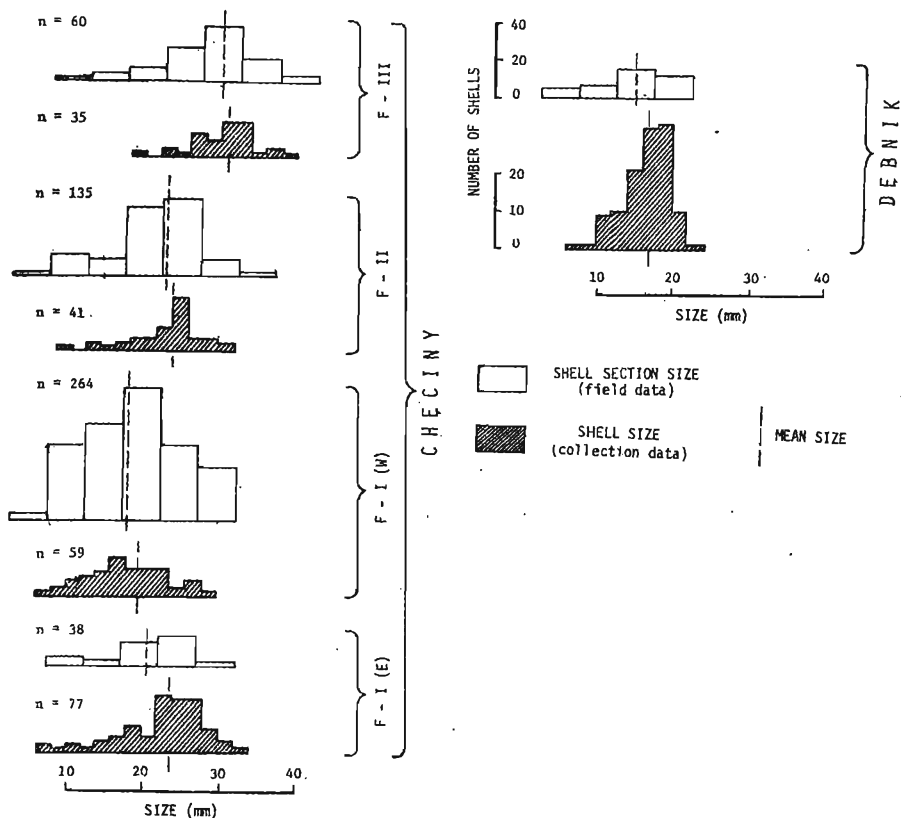 n = 60
F - III
n = 35
n = 135
F - II
n = 41
n = 264
F - I (W)
n = 59
n = 38
F - I (E)
n = 77
10 20 30 40
SIZE (mm)
CHĘCINY
40
20
0
NUMBER OF SHELLS
20
10
0
10 20 30 40
SIZE (mm)
DĘBNIK
SHELL SECTION SIZE
(field data)
SHELL SIZE
(collection data)
MEAN SIZE